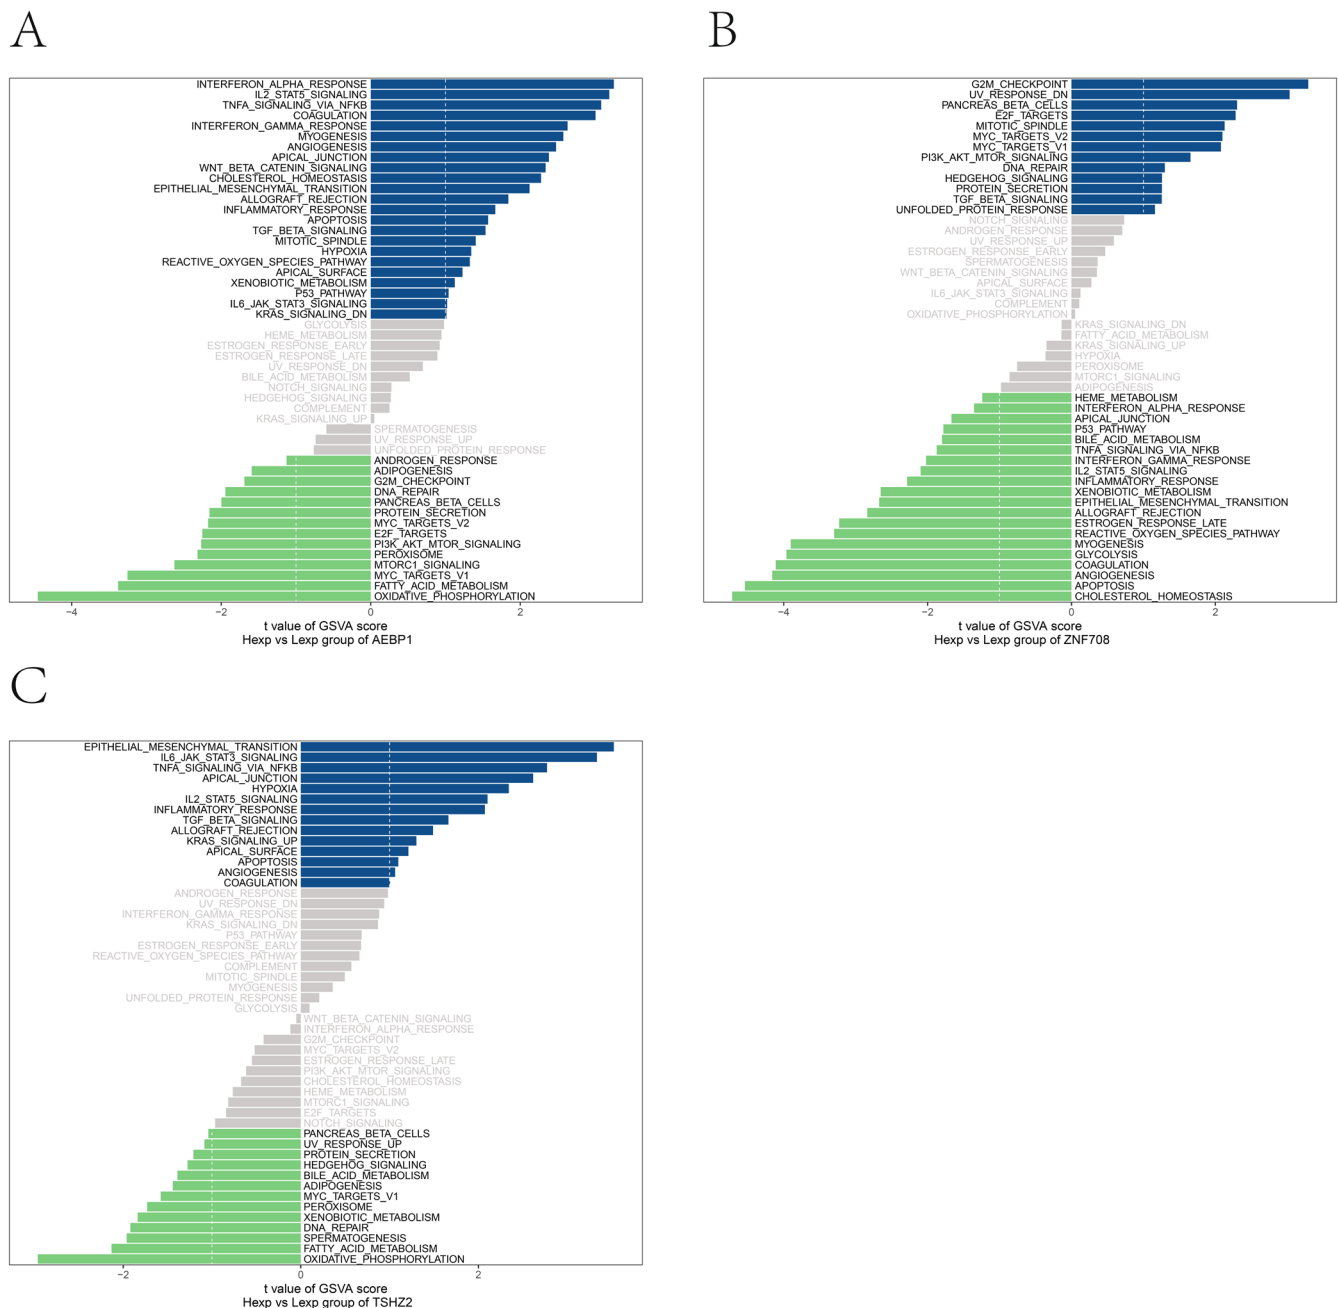 A
INTERFERON_ALPHA_RESPONSE
IL2_STAT5_SIGNALING
TNFA_SIGNALING_VIA_NFKB
COAGULATION
INTERFERON_GAMMA_RESPONSE
MYOGENESIS
ANGIOGENESIS
APICAL_JUNCTION
WNT_BETA_CATENIN_SIGNALING
CHOLESTEROL_HOMEOSTASIS
EPITHELIAL_MESENCHYMAL_TRANSITION
ALLOGRAFT_REJECTION
INFLAMMATORY_RESPONSE
APOPTOSIS
TGF_BETA_SIGNALING
MITOTIC_SPINDLE
HYPOXIA
REACTIVE_OXYGEN_SPECIES_PATHWAY
APICAL_SURFACE
XENOBIOTIC_METABOLISM
P53_PATHWAY
IL6_JAK_STAT3_SIGNALING
KRAS_SIGNALING_DN
GLYCOLYSIS
HEME_METABOLISM
ESTROGEN_RESPONSE_EARLY
ESTROGEN_RESPONSE_LATE
UV_RESPONSE_DN
BILE_ACID_METABOLISM
NOTCH_SIGNALING
HEDGEHOG_SIGNALING
COMPLEMENT
KRAS_SIGNALING_UP
SPERMATOGENESIS
UV_RESPONSE_UP
UNFOLDED_PROTEIN_RESPONSE
ANDROGEN_RESPONSE
ADIPOGENESIS
G2M_CHECKPOINT
DNA_REPAIR
PANCREAS_BETA_CELLS
PROTEIN_SECRETION
MYC_TARGETS_V2
E2F_TARGETS
PI3K_AKT_MTOR_SIGNALING
PEROXISOME
MTORC1_SIGNALING
MYC_TARGETS_V1
FATTY_ACID_METABOLISM
OXIDATIVE_PHOSPHORYLATION
−4 −2 0 2
t value of GSVA score
Hexp vs Lexp group of AEBP1
B
G2M_CHECKPOINT
UV_RESPONSE_DN
PANCREAS_BETA_CELLS
E2F_TARGETS
MITOTIC_SPINDLE
MYC_TARGETS_V2
MYC_TARGETS_V1
PI3K_AKT_MTOR_SIGNALING
DNA_REPAIR
HEDGEHOG_SIGNALING
PROTEIN_SECRETION
TGF_BETA_SIGNALING
UNFOLDED_PROTEIN_RESPONSE
NOTCH_SIGNALING
ANDROGEN_RESPONSE
UV_RESPONSE_UP
ESTROGEN_RESPONSE_EARLY
SPERMATOGENESIS
WNT_BETA_CATENIN_SIGNALING
APICAL_SURFACE
IL6_JAK_STAT3_SIGNALING
COMPLEMENT
OXIDATIVE_PHOSPHORYLATION
KRAS_SIGNALING_DN
FATTY_ACID_METABOLISM
KRAS_SIGNALING_UP
HYPOXIA
PEROXISOME
MTORC1_SIGNALING
ADIPOGENESIS
HEME_METABOLISM
INTERFERON_ALPHA_RESPONSE
APICAL_JUNCTION
P53_PATHWAY
BILE_ACID_METABOLISM
TNFA_SIGNALING_VIA_NFKB
INTERFERON_GAMMA_RESPONSE
IL2_STAT5_SIGNALING
INFLAMMATORY_RESPONSE
XENOBIOTIC_METABOLISM
EPITHELIAL_MESENCHYMAL_TRANSITION
ALLOGRAFT_REJECTION
ESTROGEN_RESPONSE_LATE
REACTIVE_OXYGEN_SPECIES_PATHWAY
MYOGENESIS
GLYCOLYSIS
COAGULATION
ANGIOGENESIS
APOPTOSIS
CHOLESTEROL_HOMEOSTASIS
−4 −2 0 2
t value of GSVA score
Hexp vs Lexp group of ZNF708
C
EPITHELIAL_MESENCHYMAL_TRANSITION
IL6_JAK_STAT3_SIGNALING
TNFA_SIGNALING_VIA_NFKB
APICAL_JUNCTION
HYPOXIA
IL2_STAT5_SIGNALING
INFLAMMATORY_RESPONSE
TGF_BETA_SIGNALING
ALLOGRAFT_REJECTION
KRAS_SIGNALING_UP
APICAL_SURFACE
APOPTOSIS
ANGIOGENESIS
COAGULATION
ANDROGEN_RESPONSE
UV_RESPONSE_DN
INTERFERON_GAMMA_RESPONSE
KRAS_SIGNALING_DN
P53_PATHWAY
ESTROGEN_RESPONSE_EARLY
REACTIVE_OXYGEN_SPECIES_PATHWAY
COMPLEMENT
MITOTIC_SPINDLE
MYOGENESIS
UNFOLDED_PROTEIN_RESPONSE
GLYCOLYSIS
WNT_BETA_CATENIN_SIGNALING
INTERFERON_ALPHA_RESPONSE
G2M_CHECKPOINT
MYC_TARGETS_V2
ESTROGEN_RESPONSE_LATE
PI3K_AKT_MTOR_SIGNALING
CHOLESTEROL_HOMEOSTASIS
HEME_METABOLISM
MTORC1_SIGNALING
E2F_TARGETS
NOTCH_SIGNALING
PANCREAS_BETA_CELLS
UV_RESPONSE_UP
PROTEIN_SECRETION
HEDGEHOG_SIGNALING
BILE_ACID_METABOLISM
ADIPOGENESIS
MYC_TARGETS_V1
PEROXISOME
XENOBIOTIC_METABOLISM
DNA_REPAIR
SPERMATOGENESIS
FATTY_ACID_METABOLISM
OXIDATIVE_PHOSPHORYLATION
−2 0 2
t value of GSVA score
Hexp vs Lexp group of TSHZ2